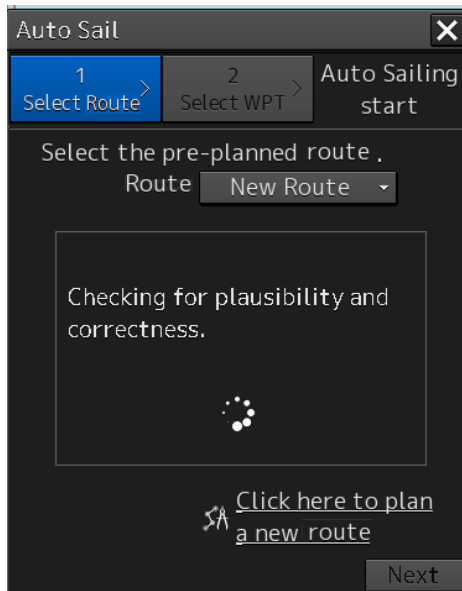 Auto Sail
1
Select Route
2
Select WPT
Auto Sailing
start
Select the pre-planned route .
Route New Route
Checking for plausibility and
correctness.
Click here to plan
a new route
Next